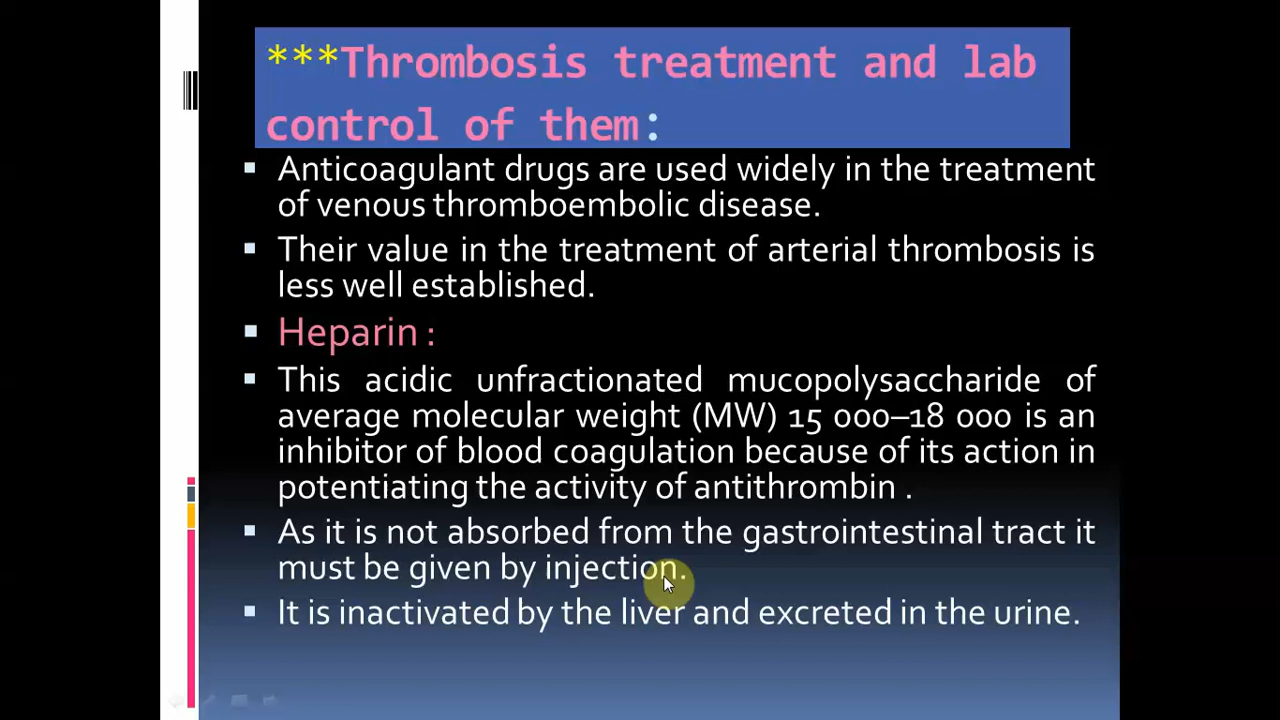 ***Thrombosis treatment and lab
control of them:
▪ Anticoagulant drugs are used widely in the treatment
of venous thromboembolic disease.
▪ Their value in the treatment of arterial thrombosis is
less well established.
▪ Heparin :
▪ This acidic unfractionated mucopolysaccharide of
average molecular weight (MW) 15 000–18 000 is an
inhibitor of blood coagulation because of its action in
potentiating the activity of antithrombin .
▪ As it is not absorbed from the gastrointestinal tract it
must be given by injection.
▪ It is inactivated by the liver and excreted in the urine.